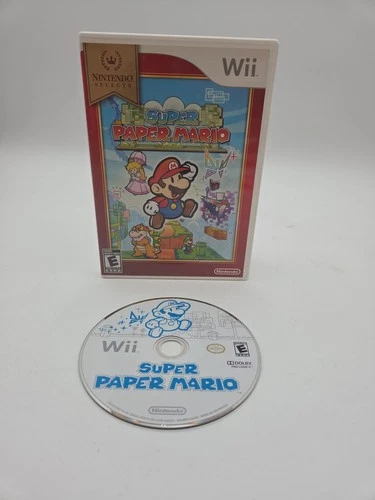 NINTENDO
SELECTS
Wii
SUPER
PAPER MARIO
E
Nintendo
Wii
E
DOLBY
SUPER
PAPER MARIO
Nintendo